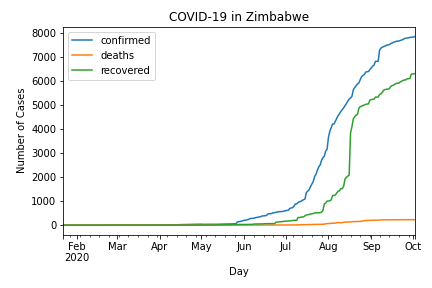 COVID-19 in Zimbabwe
confirmed
deaths
recovered
Number of Cases
8000
7000
6000
5000
4000
3000
2000
1000
0
Feb Mar Apr May Jun Jul Aug Sep Oct
2020
Day